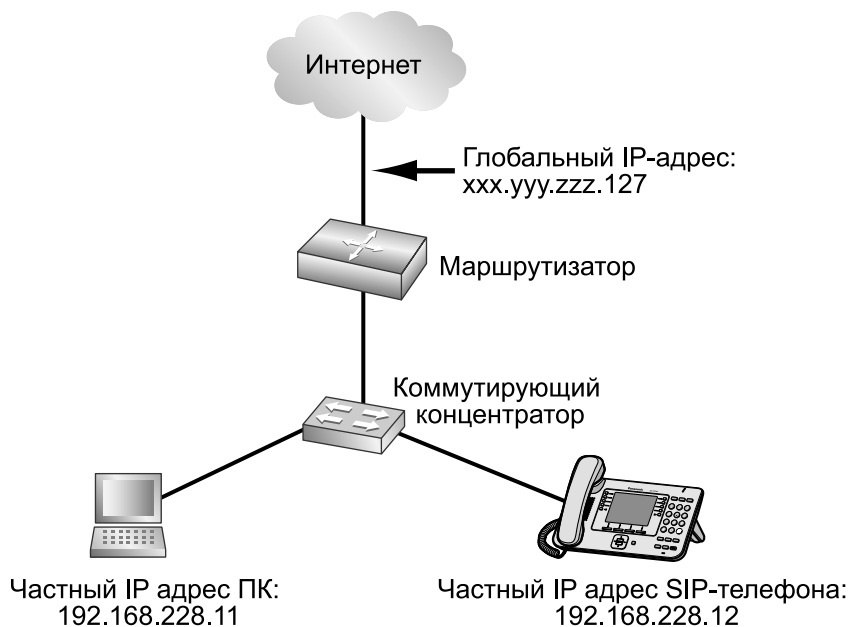 Интернет
Глобальный IP-адрес:
xxx.yyy.zzz.127
Маршрутизатор
Коммутирующий
концентратор
Частный IP адрес ПК:
192.168.228.11
Частный IP адрес SIP-телефона:
192.168.228.12